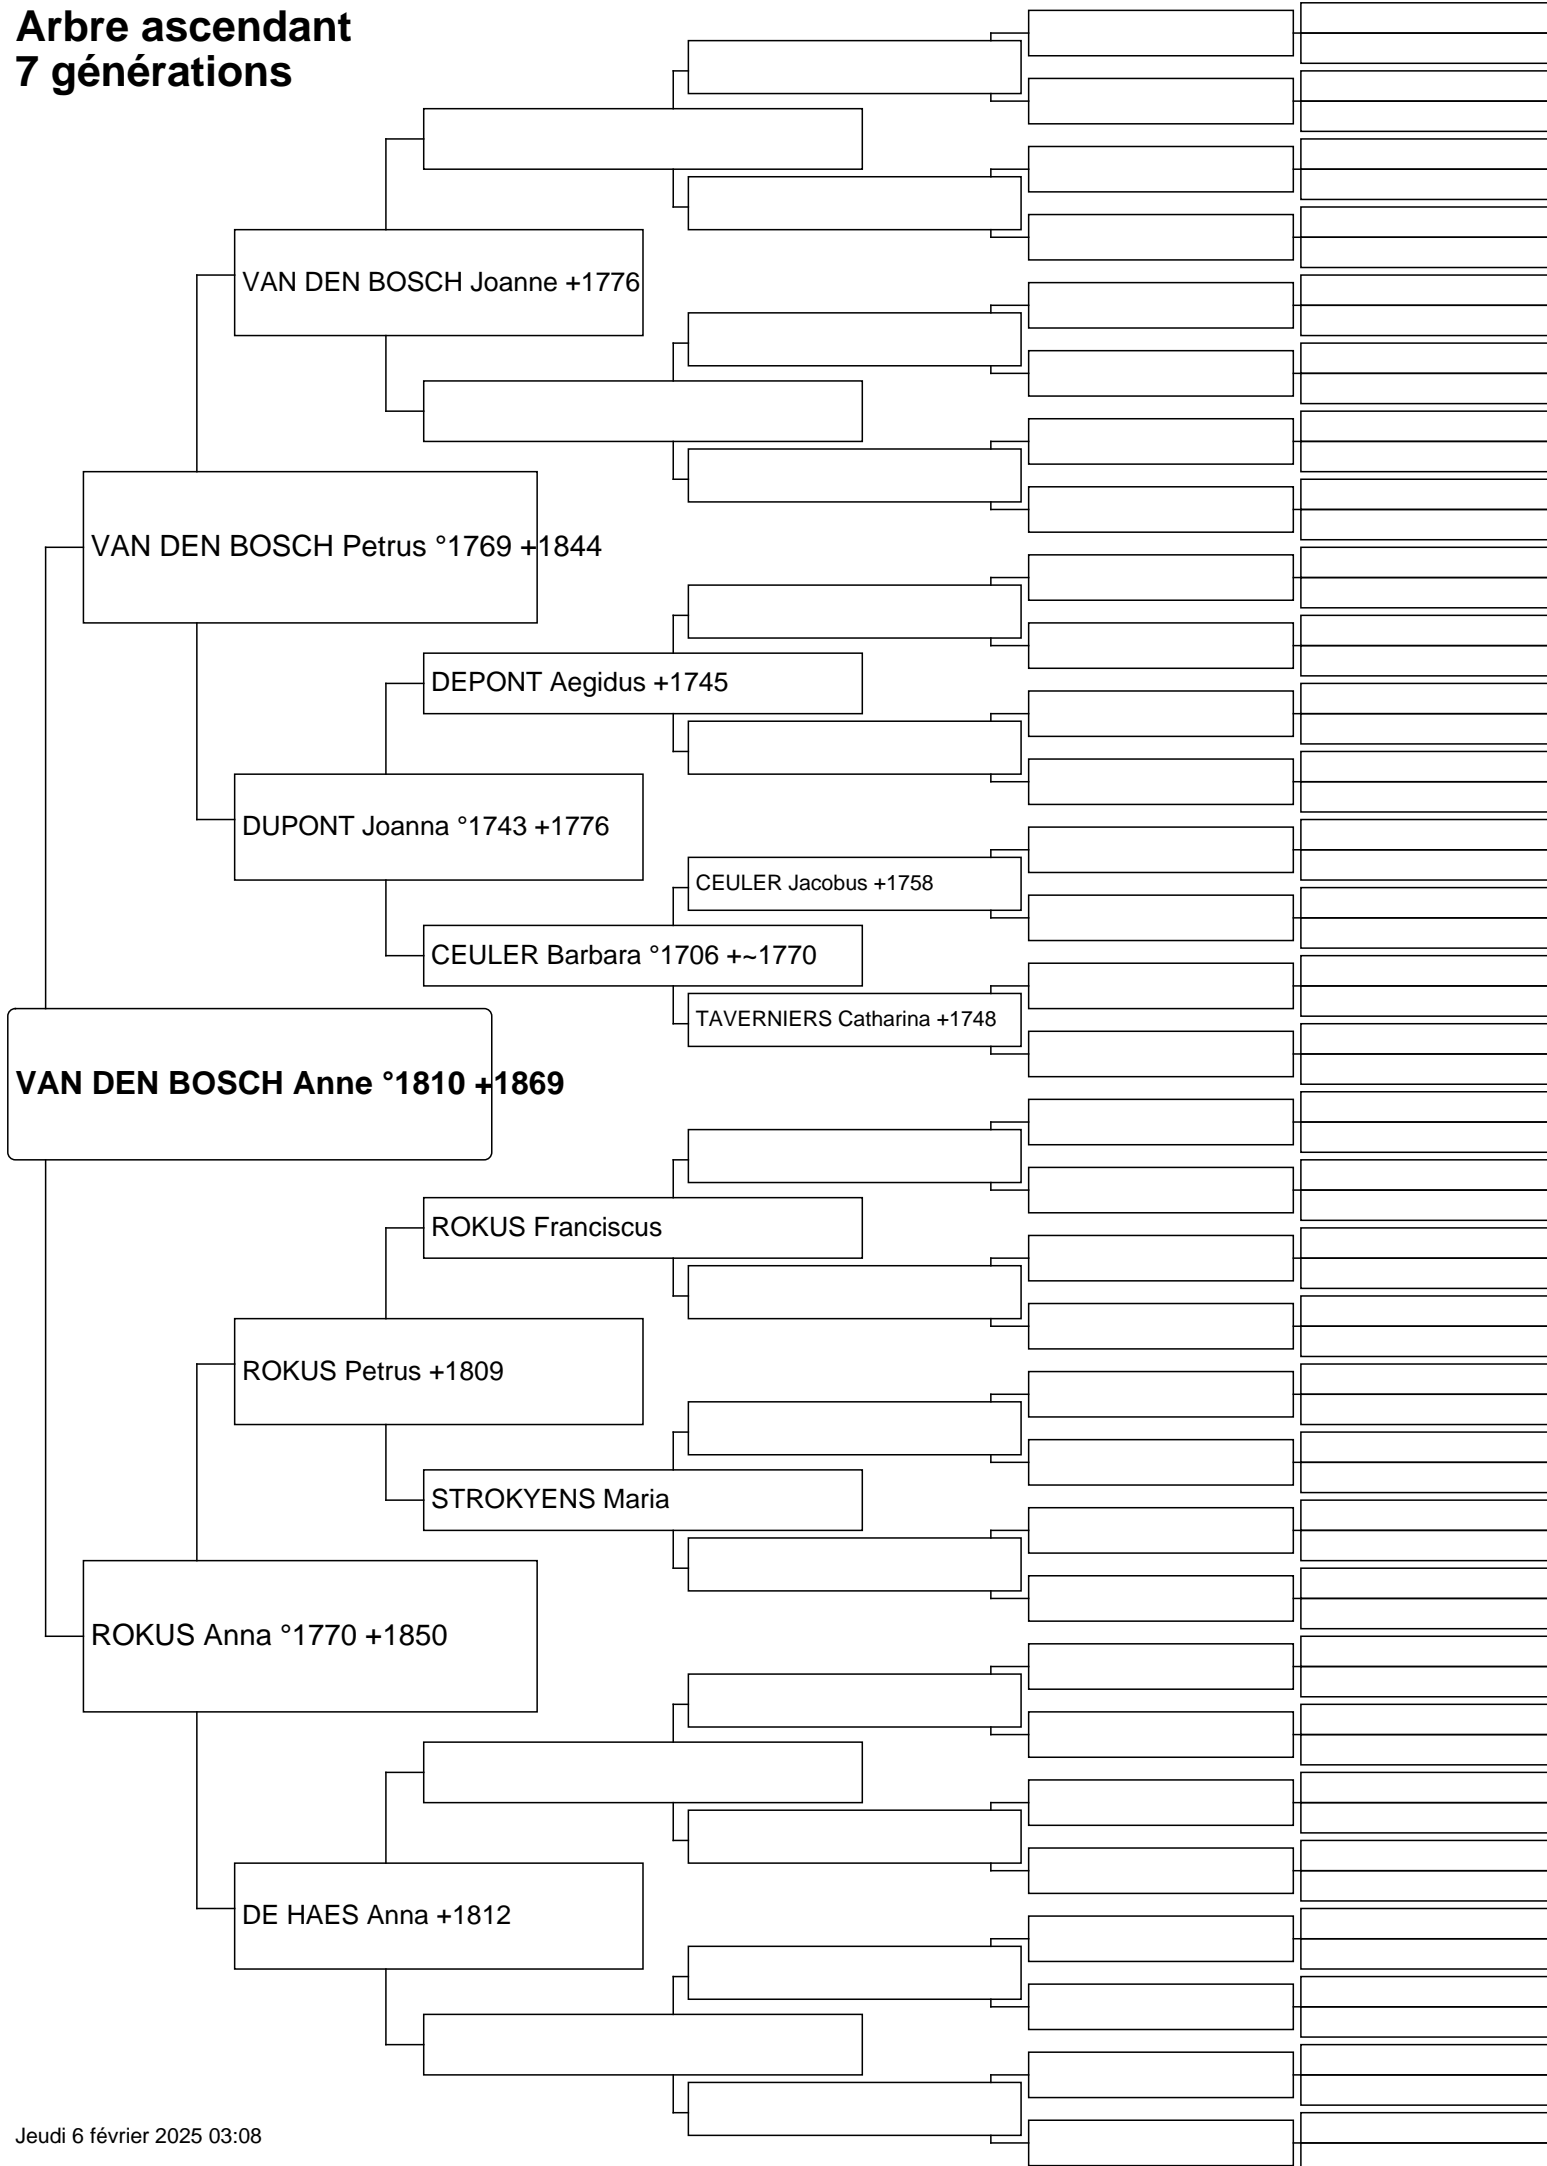 Arbre ascendant
7 générations
VAN DEN BOSCH Joanne +1776
VAN DEN BOSCH Petrus °1769 +1844
DEPONT Aegidus +1745
DUPONT Joanna °1743 +1776
CEULER Jacobus +1758
CEULER Barbara °1706 +~1770
TAVERNIERS Catharina +1748
VAN DEN BOSCH Anne °1810 +1869
ROKUS Franciscus
ROKUS Petrus +1809
STROKYENS Maria
ROKUS Anna °1770 +1850
DE HAES Anna +1812
Jeudi 6 février 2025 03:08